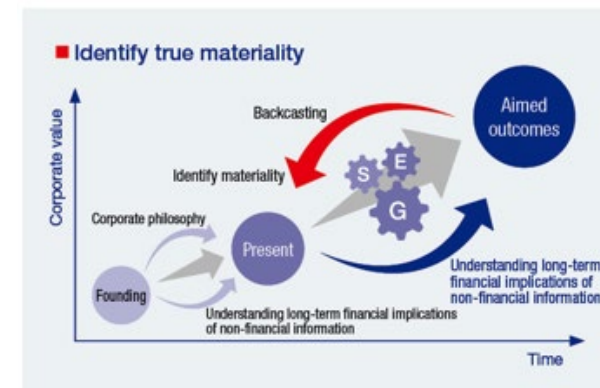 Identify true materiality
Corporate value
Backcasting
Aimed
outcomes
Identify materiality
S
E
G
Corporate philosophy
Present
Founding
Understanding long-term financial implications
of non-financial information
Understanding long-term
financial implications of
non-financial information
Time